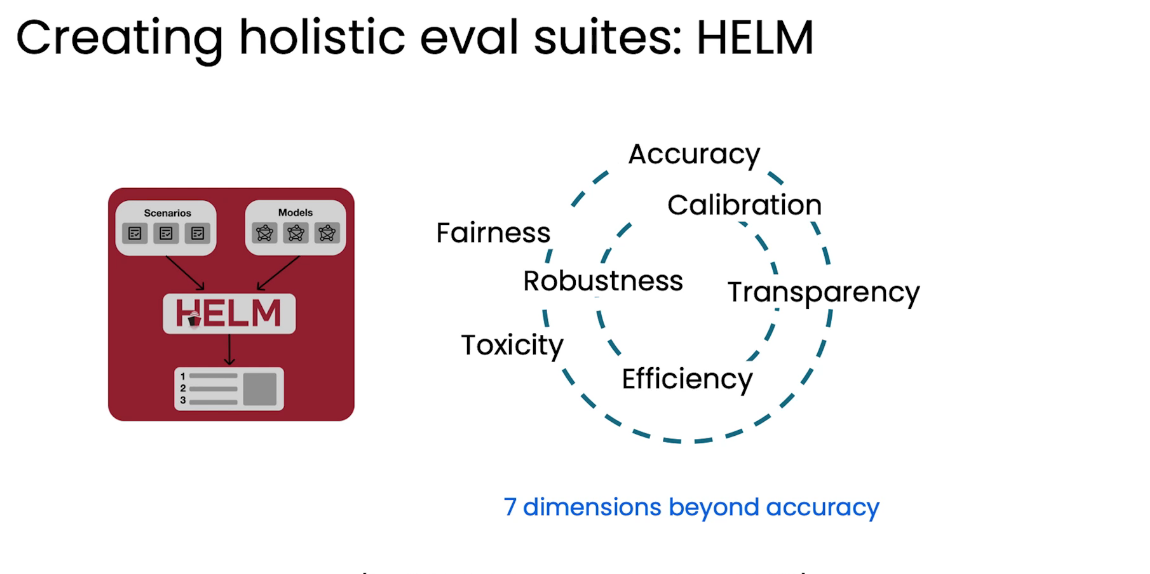 Creating holistic eval suites: HELM
Scenarios
Models
HELM
1
2
3
Accuracy
Calibration
Fairness
Robustness
Transparency
Toxicity
Efficiency
7 dimensions beyond accuracy